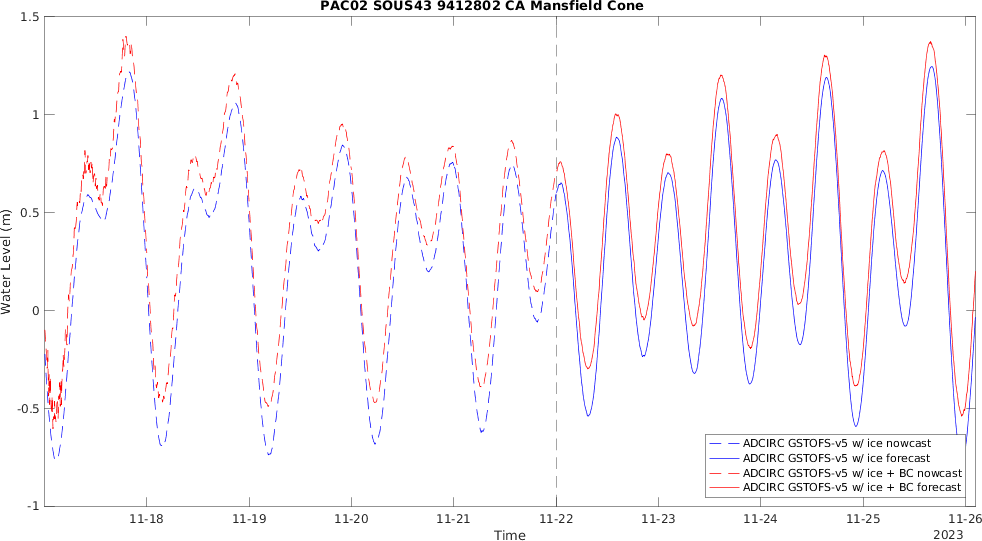 PAC02 SOUS43 9412802 CA Mansfield Cone
1.5
1
0.5
0
-0.5
-1
Water Level (m)
ADCIRC GSTOFS-v5 w/ ice nowcast
ADCIRC GSTOFS-v5 w/ ice forecast
ADCIRC GSTOFS-v5 w/ ice + BC nowcast
ADCIRC GSTOFS-v5 w/ ice + BC forecast
11-18 11-19 11-20 11-21 11-22 11-23 11-24 11-25 11-26
Time 2023